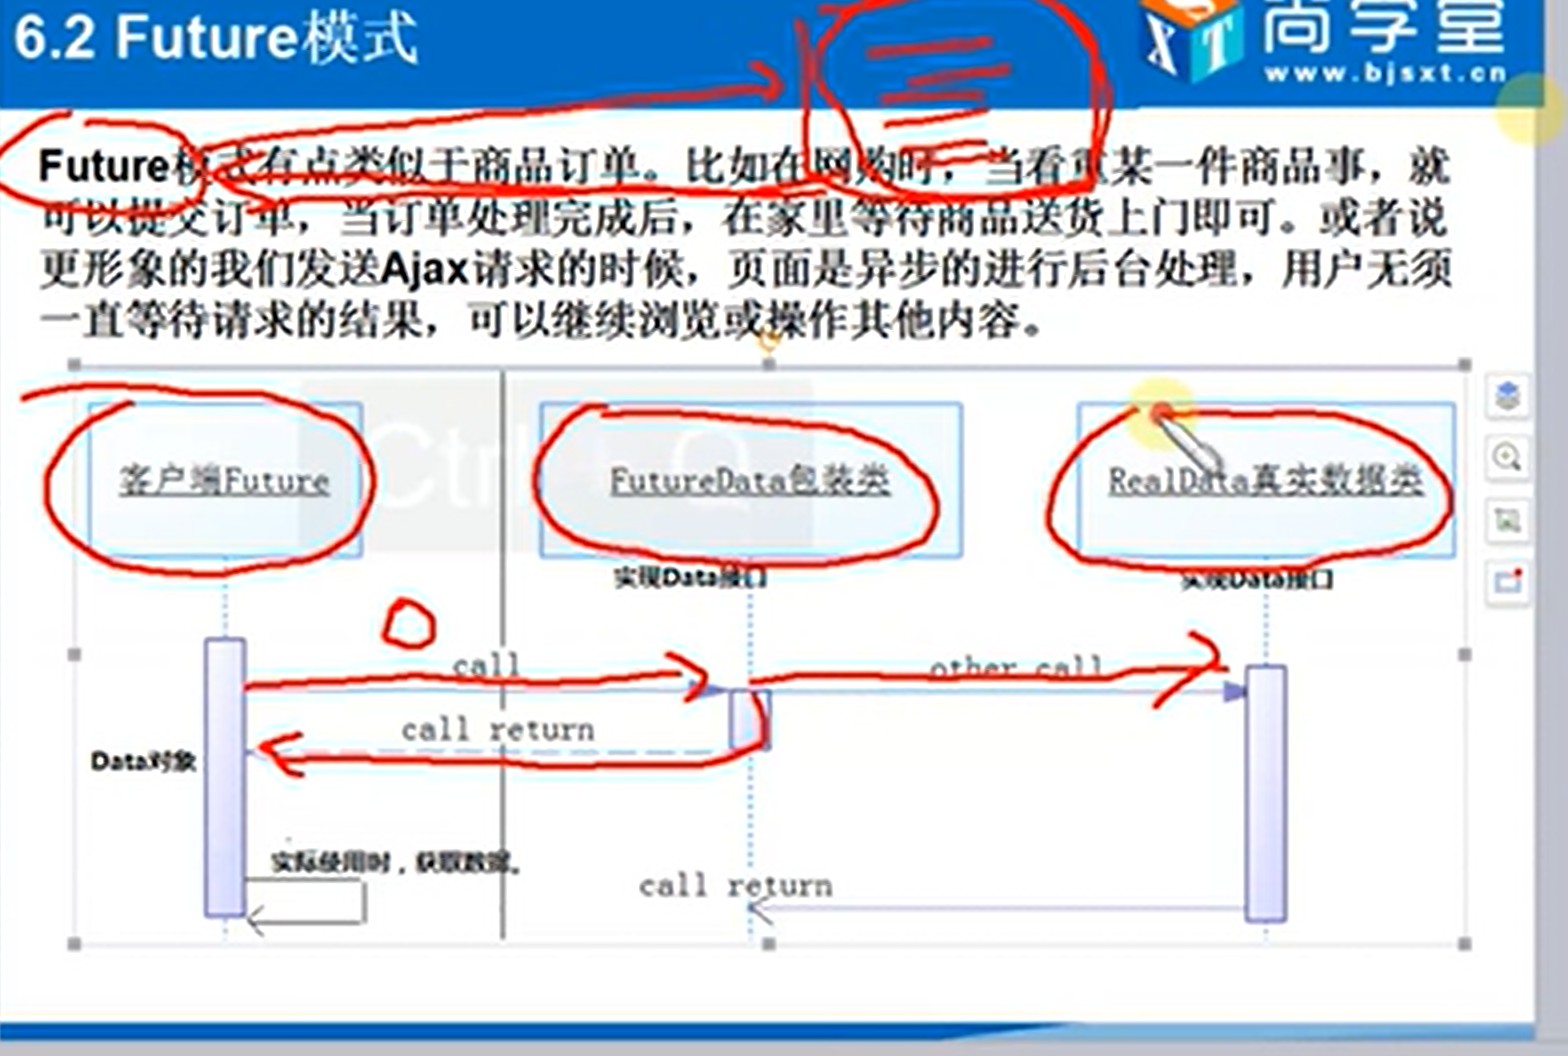 6.2 Future模式
尚学堂
www.bjsxt.cn
Future模式有点类似于商品订单。比如在网购时，当看重某一件商品事，就
可以提交订单，当订单处理完成后，在家里等待商品送货上门即可。或者说
更形象的我们发送Ajax请求的时候，页面是异步的进行后台处理，用户无须
一直等待请求的结果，可以继续浏览或操作其他内容。
Ctrl + Q
客户端Future
FutureData包装类
RealData真实数据类
实现Data接口
实现Data接口
call
other call
call return
Data对象
实际使用时，获取数据。
call return